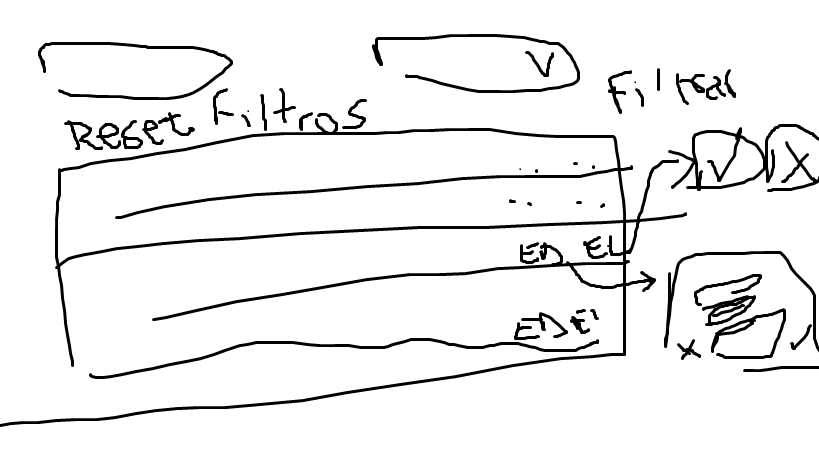 V
Filtrar
Reset Filtros
ED EL
X
ED El
X